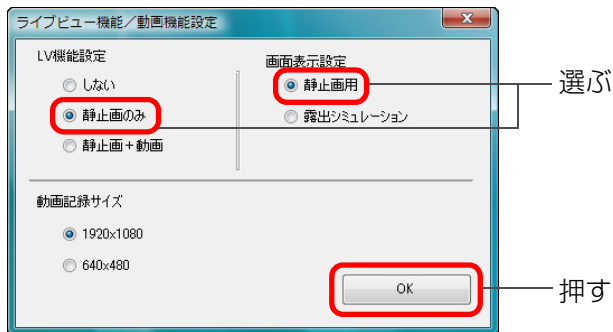 ライブビュー機能／動画機能設定
LV機能設定
しない
静止画のみ
静止画+動画
画面表示設定
静止画用
露出シミュレーション
選ぶ
動画記録サイズ
1920x1080
640x480
OK
押す